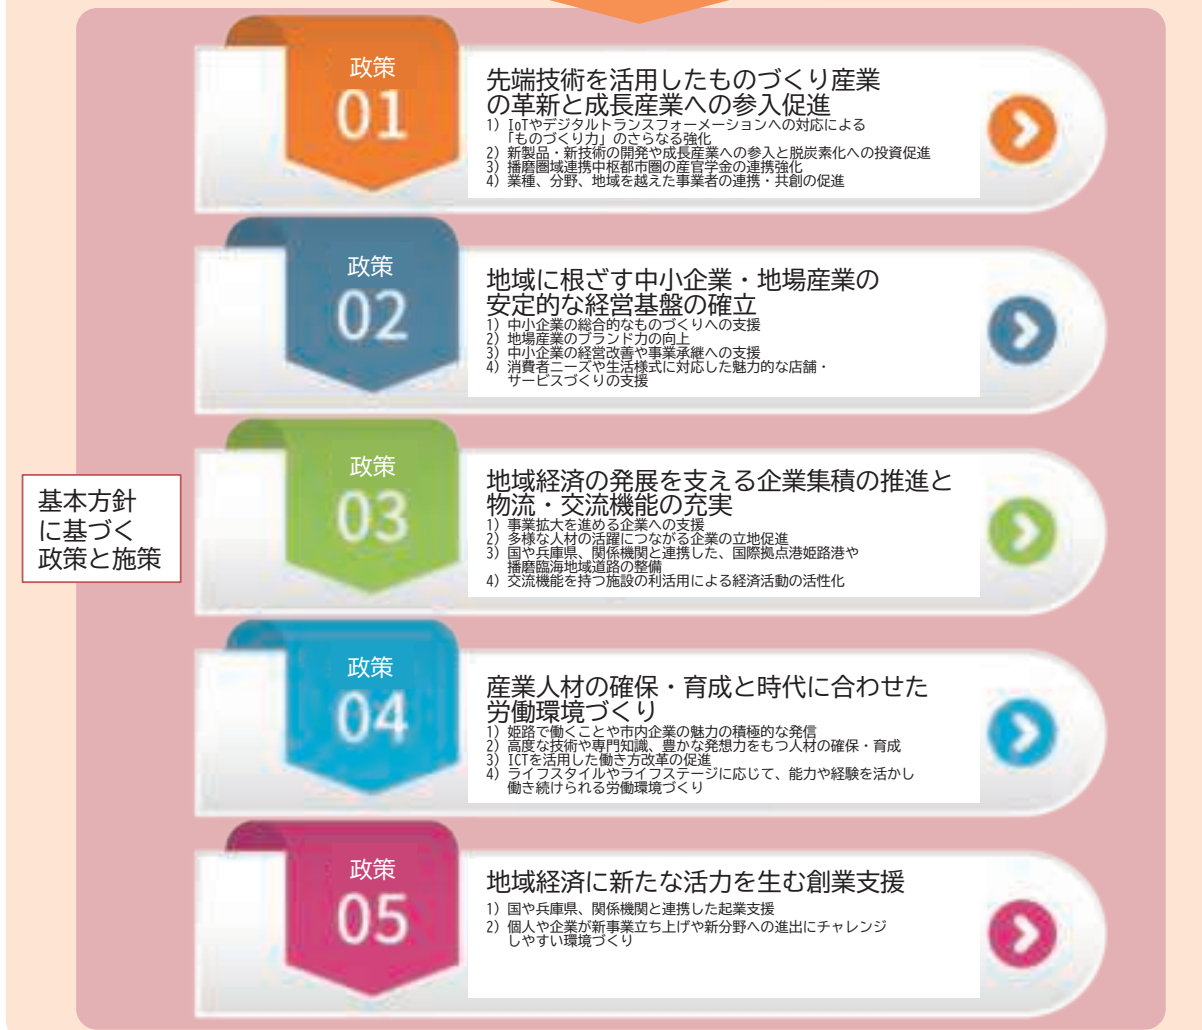 政策
01
先端技術を活用したものづくり産業
の革新と成長産業への参入促進
1) IoTやデジタルトランスフォーメーションへの対応による
「ものづくり力」のさらなる強化
2) 新製品・新技術の開発や成長産業への参入と脱炭素化への投資促進
3) 播磨圏域連携中枢都市圏の産官学金の連携強化
4) 業種、分野、地域を越えた事業者の連携・共創の促進
政策
02
地域に根ざす中小企業・地場産業の
安定的な経営基盤の確立
1) 中小企業の総合的なものづくりへの支援
2) 地場産業のブランド力の向上
3) 中小企業の経営改善や事業承継への支援
4) 消費者ニーズや生活様式に対応した魅力的な店舗・
サービスづくりの支援
基本方針
に基づく
政策と施策
政策
03
地域経済の発展を支える企業集積の推進と
物流・交流機能の充実
1) 事業拡大を進める企業への支援
2) 多様な人材の活躍につながる企業の立地促進
3) 国や兵庫県、関係機関と連携した、国際拠点港姫路港や
播磨臨海地域道路の整備
4) 交流機能を持つ施設の利活用による経済活動の活性化
政策
04
産業人材の確保・育成と時代に合わせた
労働環境づくり
1) 姫路で働くことや市内企業の魅力の積極的な発信
2) 高度な技術や専門知識、豊かな発想力をもつ人材の確保・育成
3) ICTを活用した働き方改革の促進
4) ライフスタイルやライフステージに応じて、能力や経験を活かし
働き続けられる労働環境づくり
政策
05
地域経済に新たな活力を生む創業支援
1) 国や兵庫県、関係機関と連携した起業支援
2) 個人や企業が新事業立ち上げや新分野への進出にチャレンジ
しやすい環境づくり